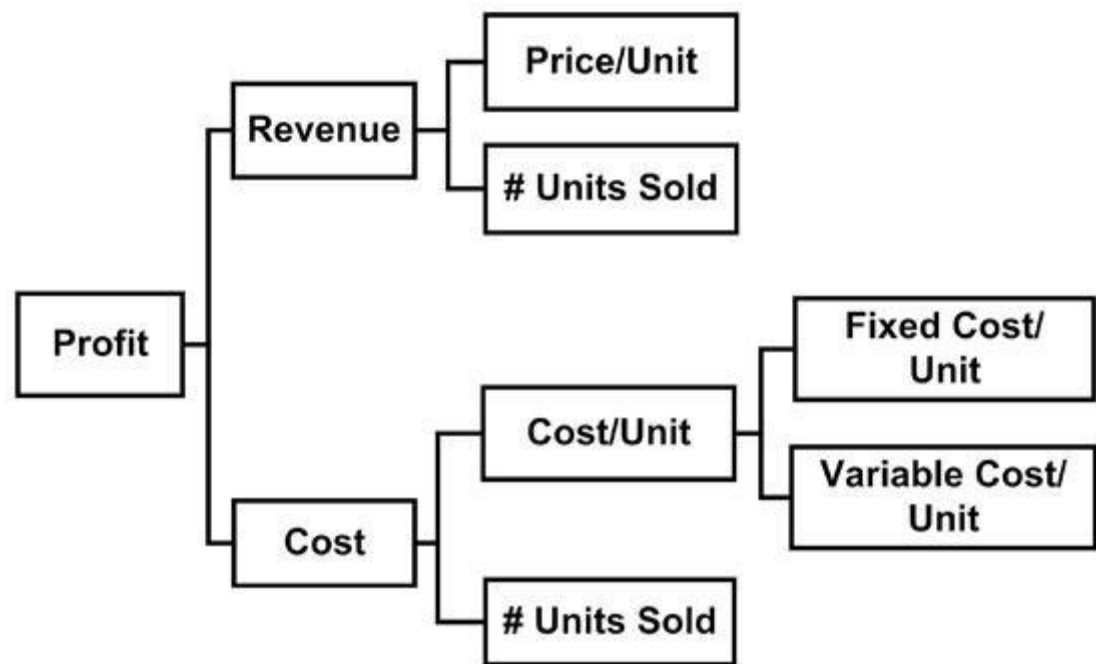 Price/Unit
Revenue
# Units Sold
Profit
Fixed Cost/
Unit
Cost/Unit
Variable Cost/
Unit
Cost
# Units Sold